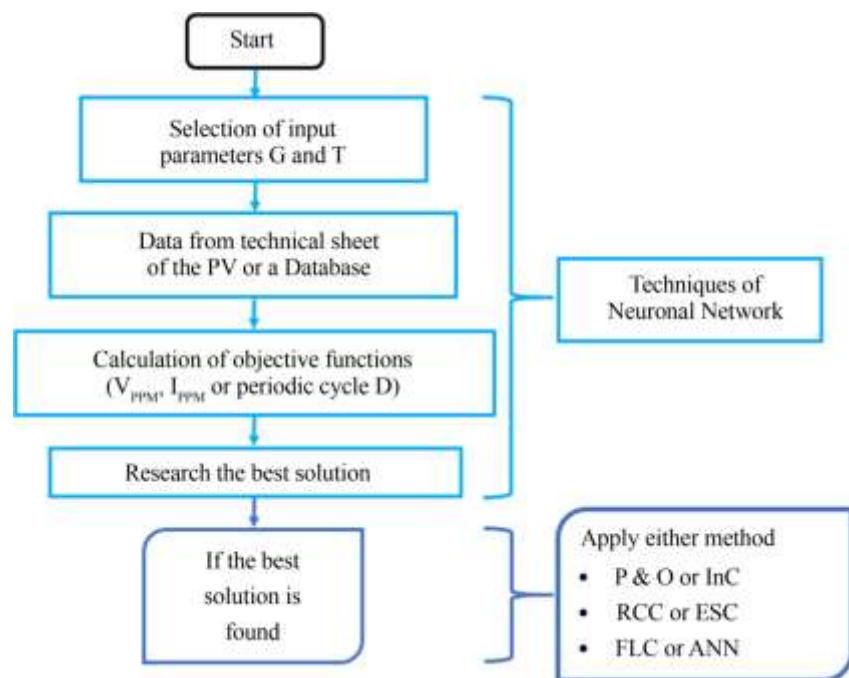 Start
Selection of input
parameters G and T
Data from technical sheet
of the PV or a Database
Techniques of
Neuronal Network
Calculation of objective functions
(V_PPM, I_PPM or periodic cycle D)
Research the best solution
If the best
solution is
found
Apply either method
• P & O or InC
• RCC or ESC
• FLC or ANN